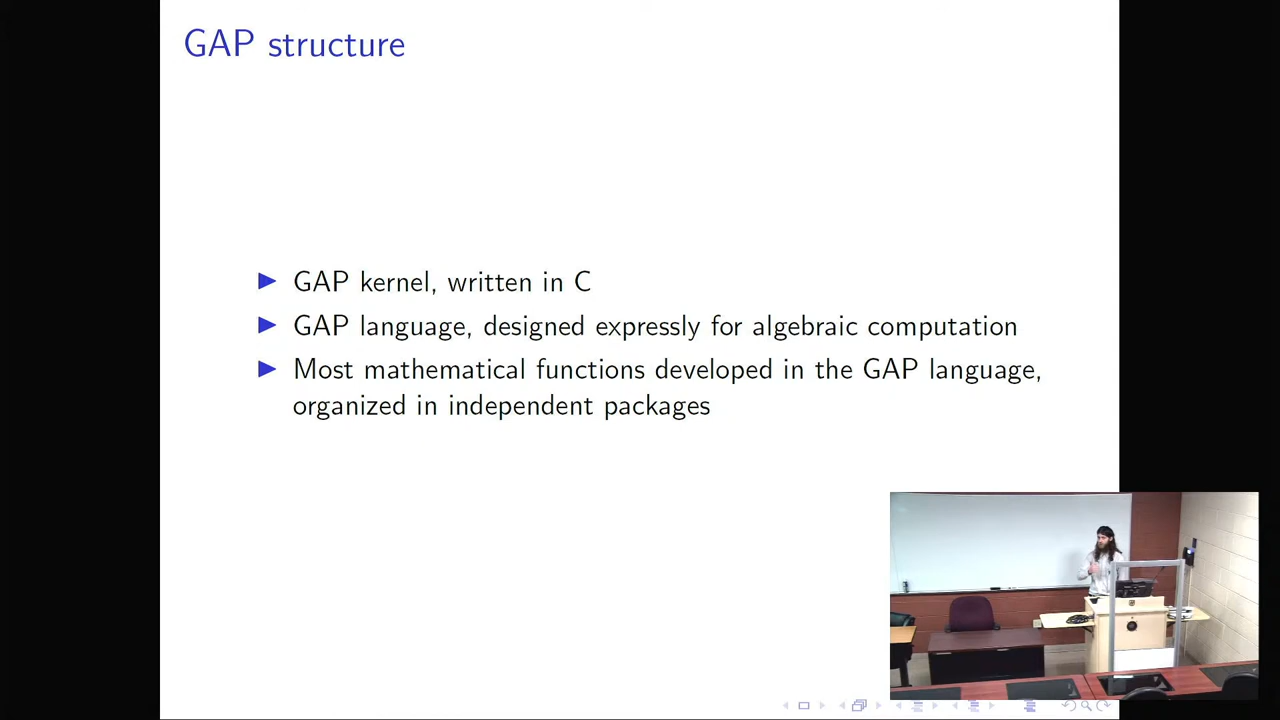 GAP structure
GAP kernel, written in C
GAP language, designed expressly for algebraic computation
Most mathematical functions developed in the GAP language,
organized in independent packages